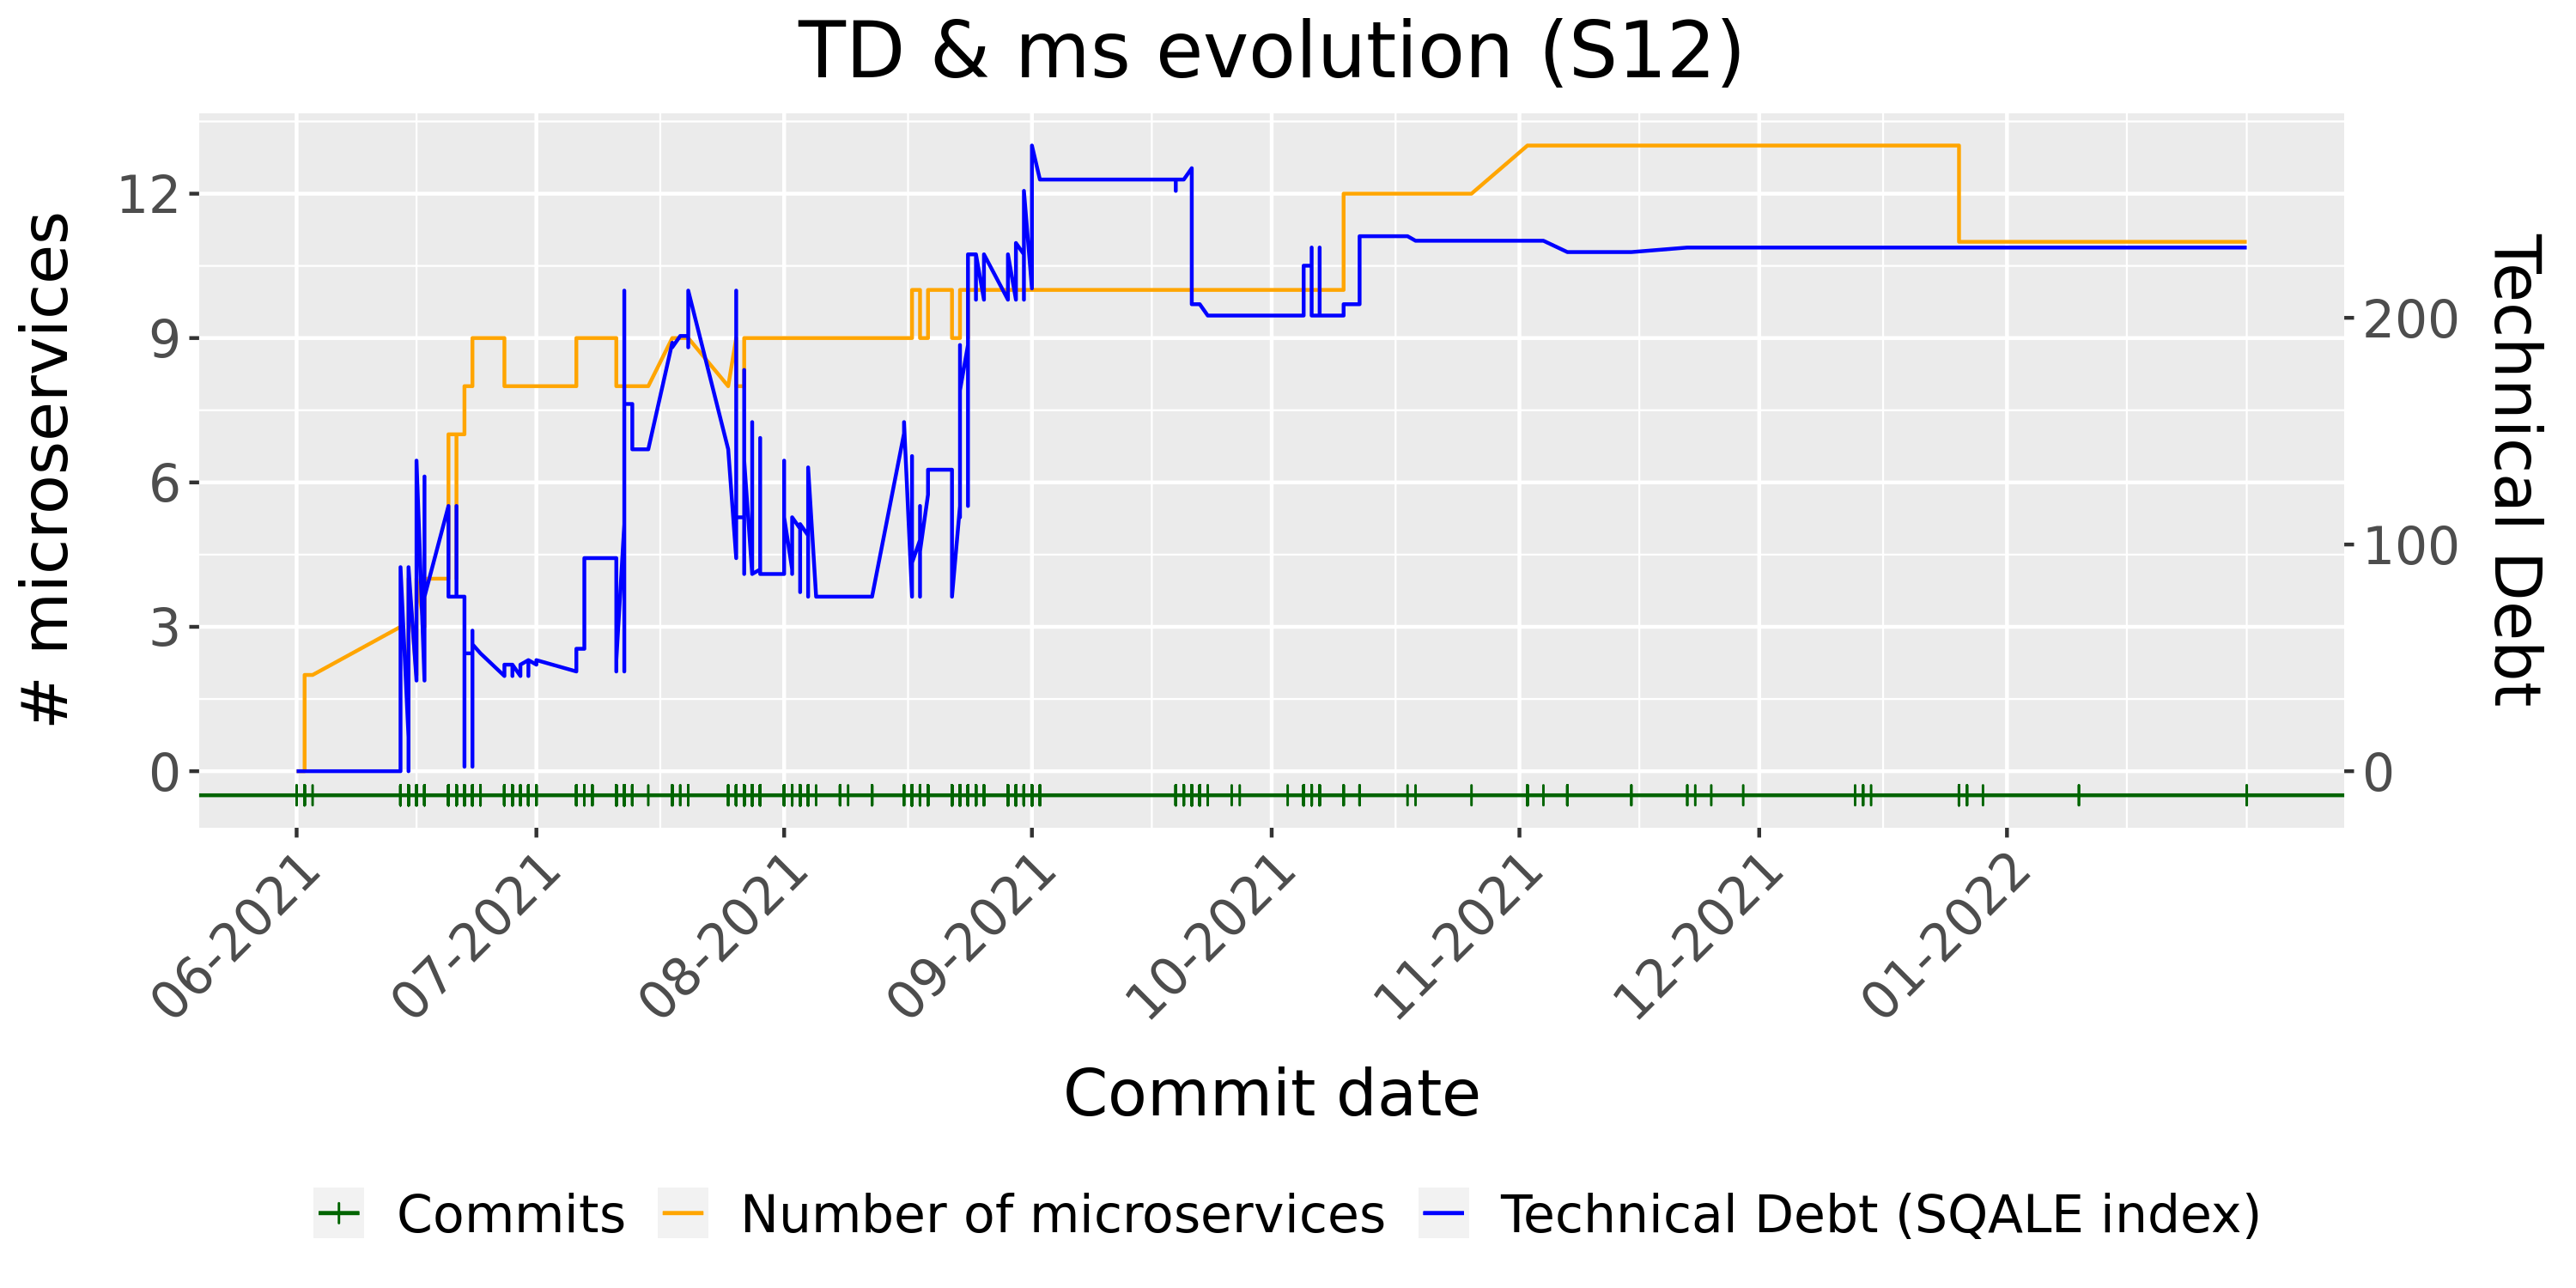 TD & ms evolution (S12)
# microservices
12
9
6
3
0
Technical Debt
200
100
0
06-2021
07-2021
08-2021
09-2021
10-2021
11-2021
12-2021
01-2022
Commit date
Commits
Number of microservices
Technical Debt (SQALE index)